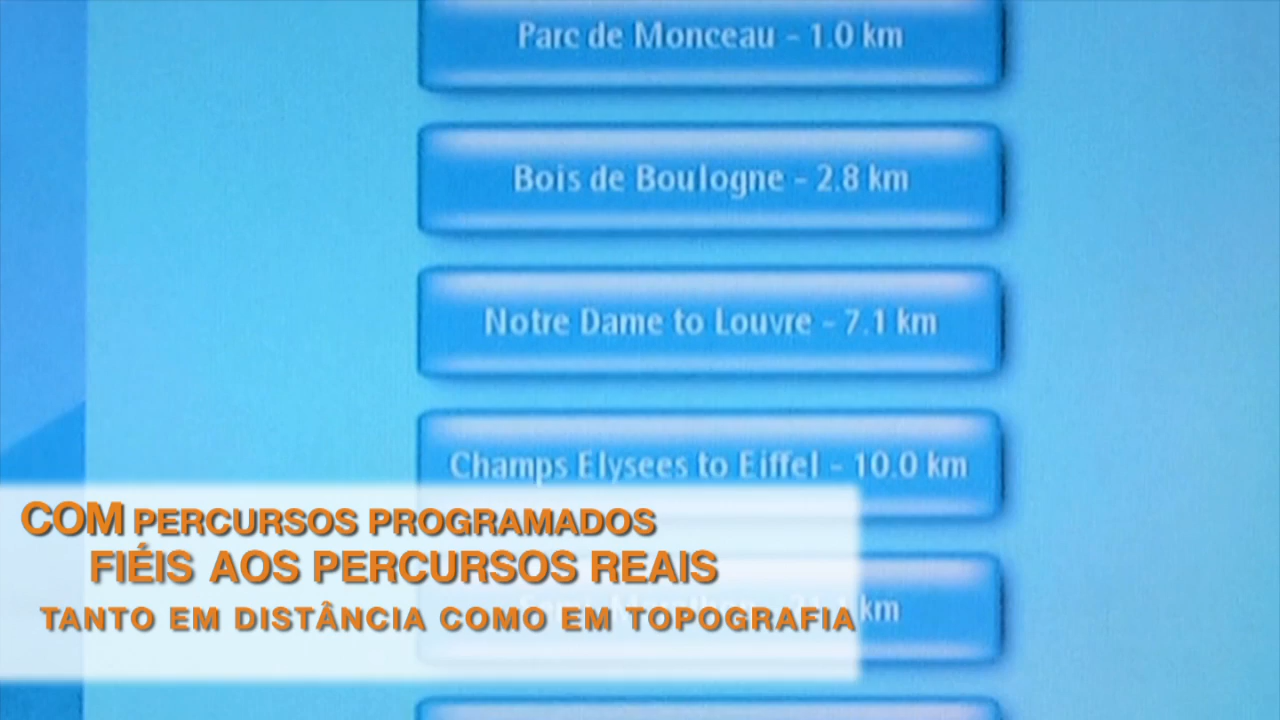 Parc de Monceau - 1.0 km
Bois de Boulogne - 2.8 km
Notre Dame to Louvre - 7.1 km
Champs Elysees to Eiffel - 10.0 km
COM PERCURSOS PROGRAMADOS
FIÉIS AOS PERCURSOS REAIS
km
TANTO EM DISTÂNCIA COMO EM TOPOGRAFIA